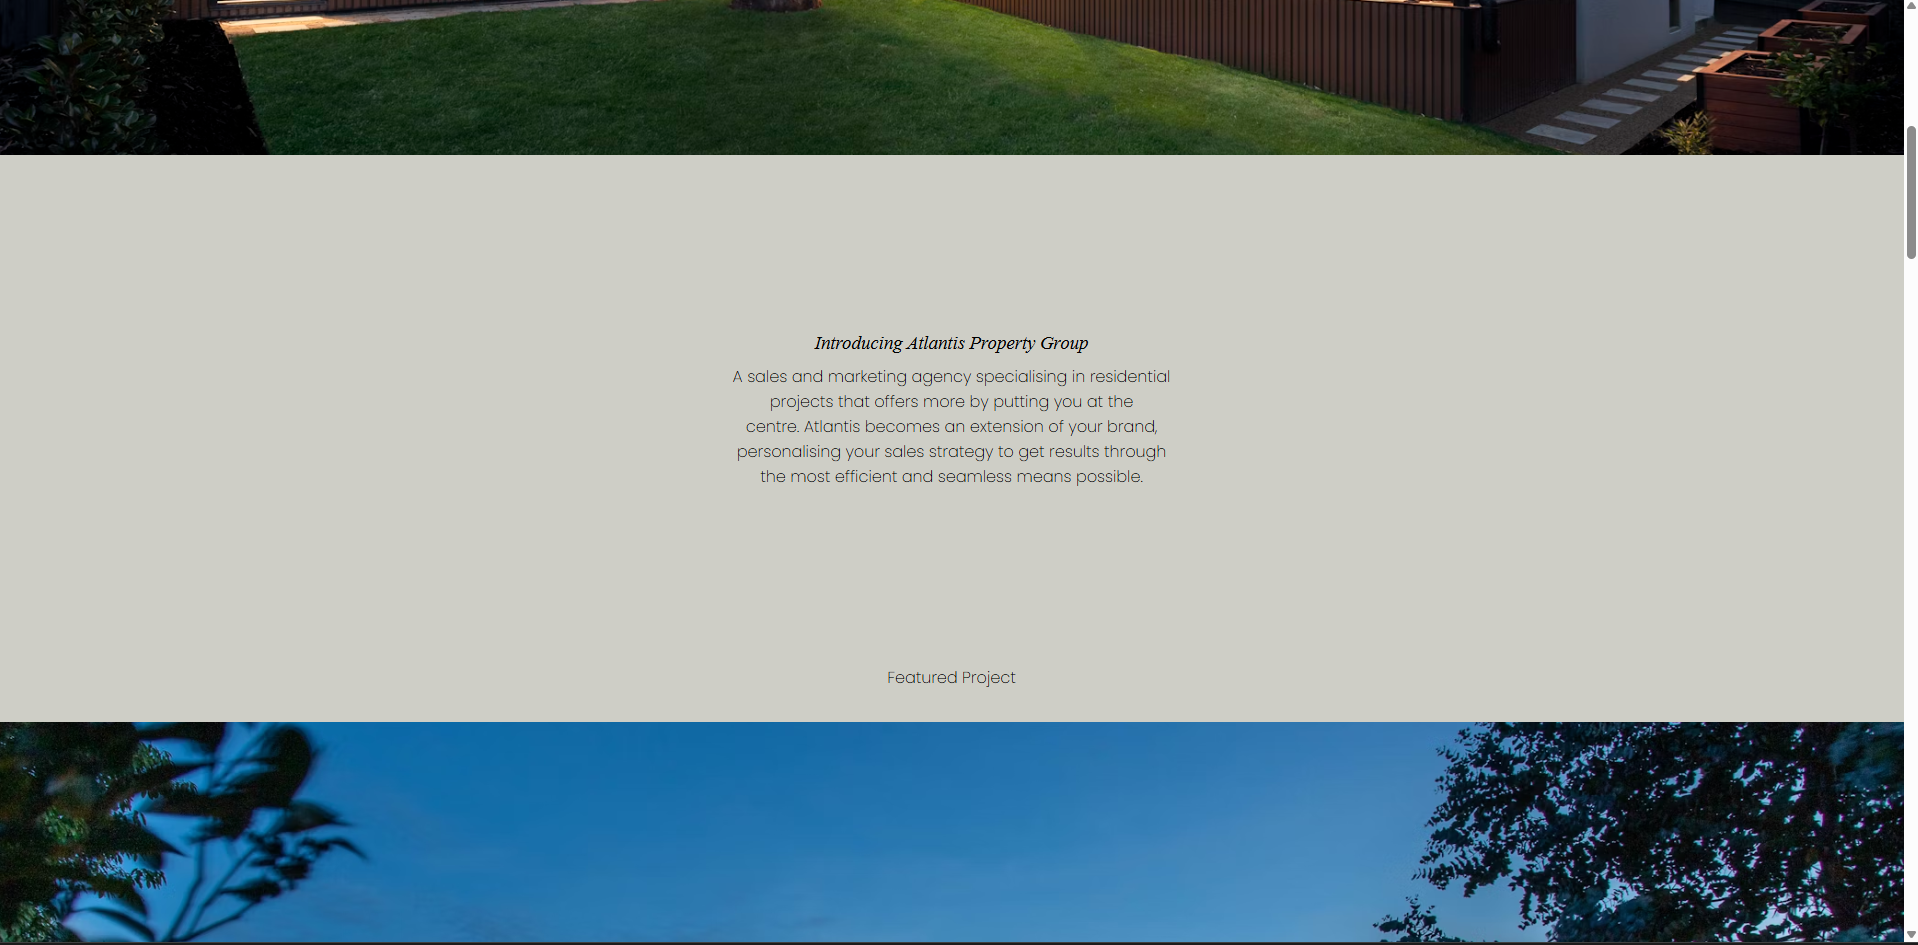 Introducing Atlantis Property Group
A sales and marketing agency specialising in residential
projects that offers more by putting you at the
centre. Atlantis becomes an extension of your brand,
personalising your sales strategy to get results through
the most efficient and seamless means possible.
Featured Project